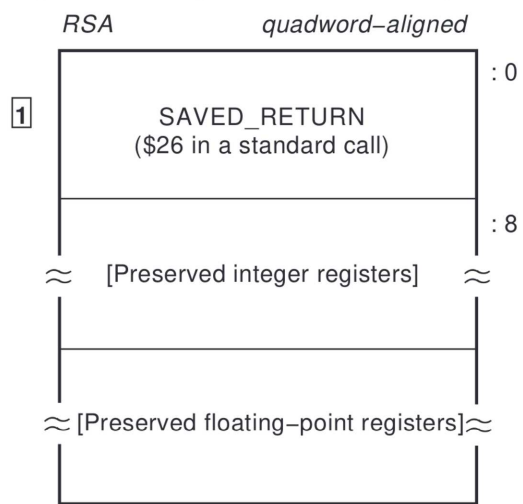 RSA quadword–aligned
: 0
1
SAVED_RETURN
($26 in a standard call)
: 8
[Preserved integer registers]
[Preserved floating–point registers]